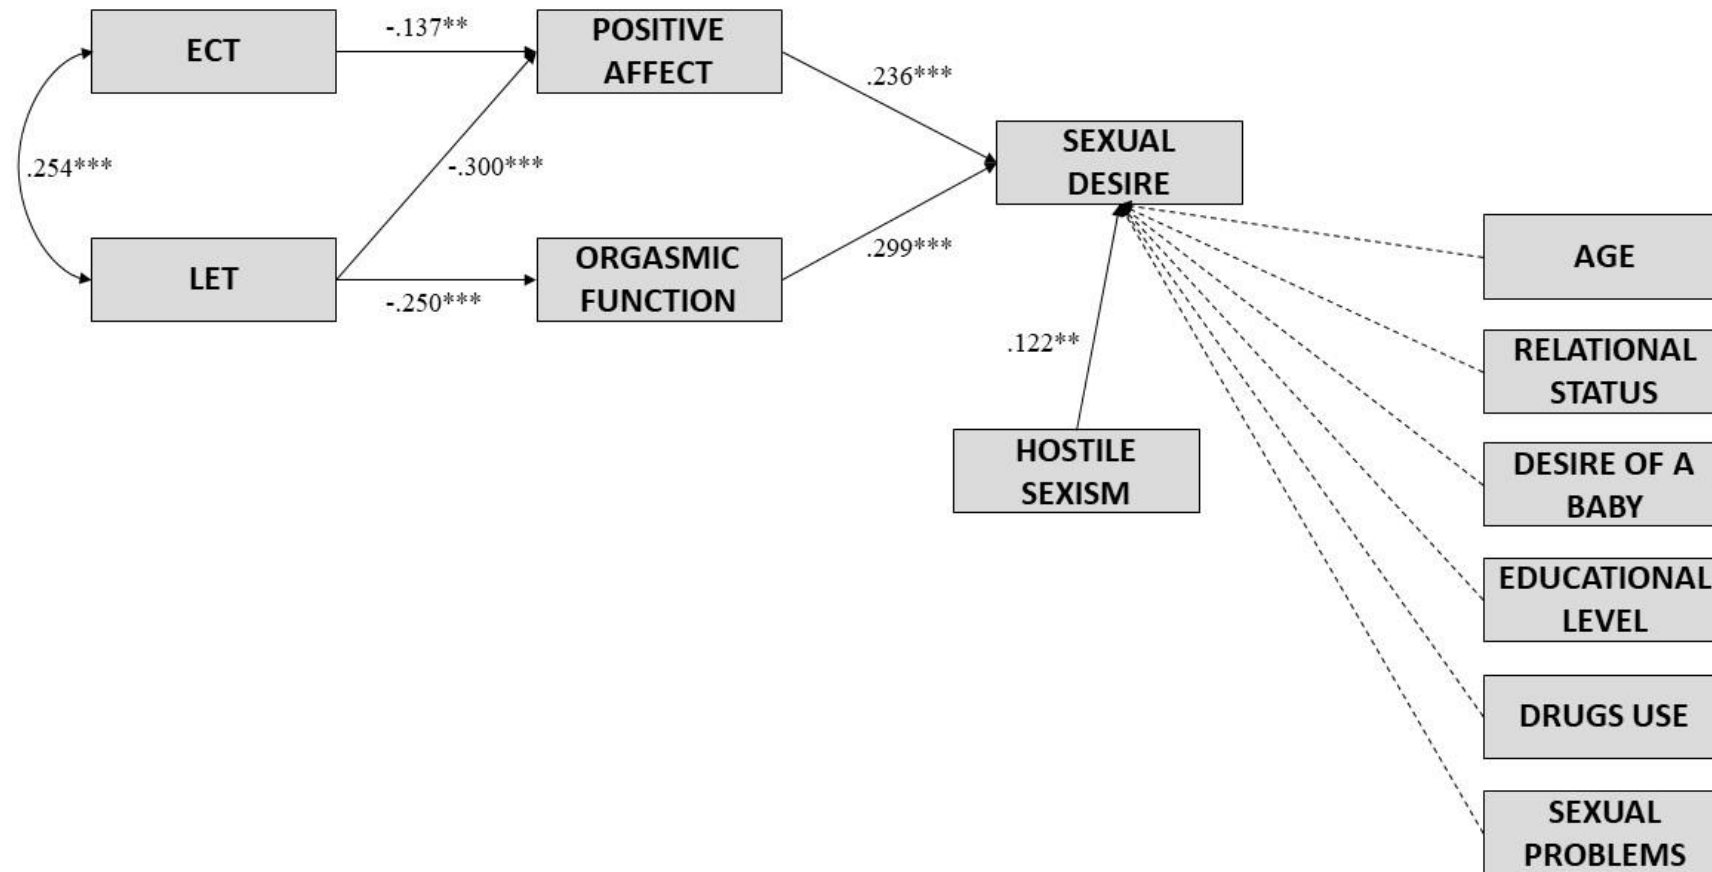 ECT
-.137**
POSITIVE
AFFECT
.236***
SEXUAL
DESIRE
.254***
-.300***
LET
-.250***
ORGASMIC
FUNCTION
.299***
AGE
.122**
RELATIONAL
STATUS
HOSTILE
SEXISM
DESIRE OF A
BABY
EDUCATIONAL
LEVEL
DRUGS USE
SEXUAL
PROBLEMS